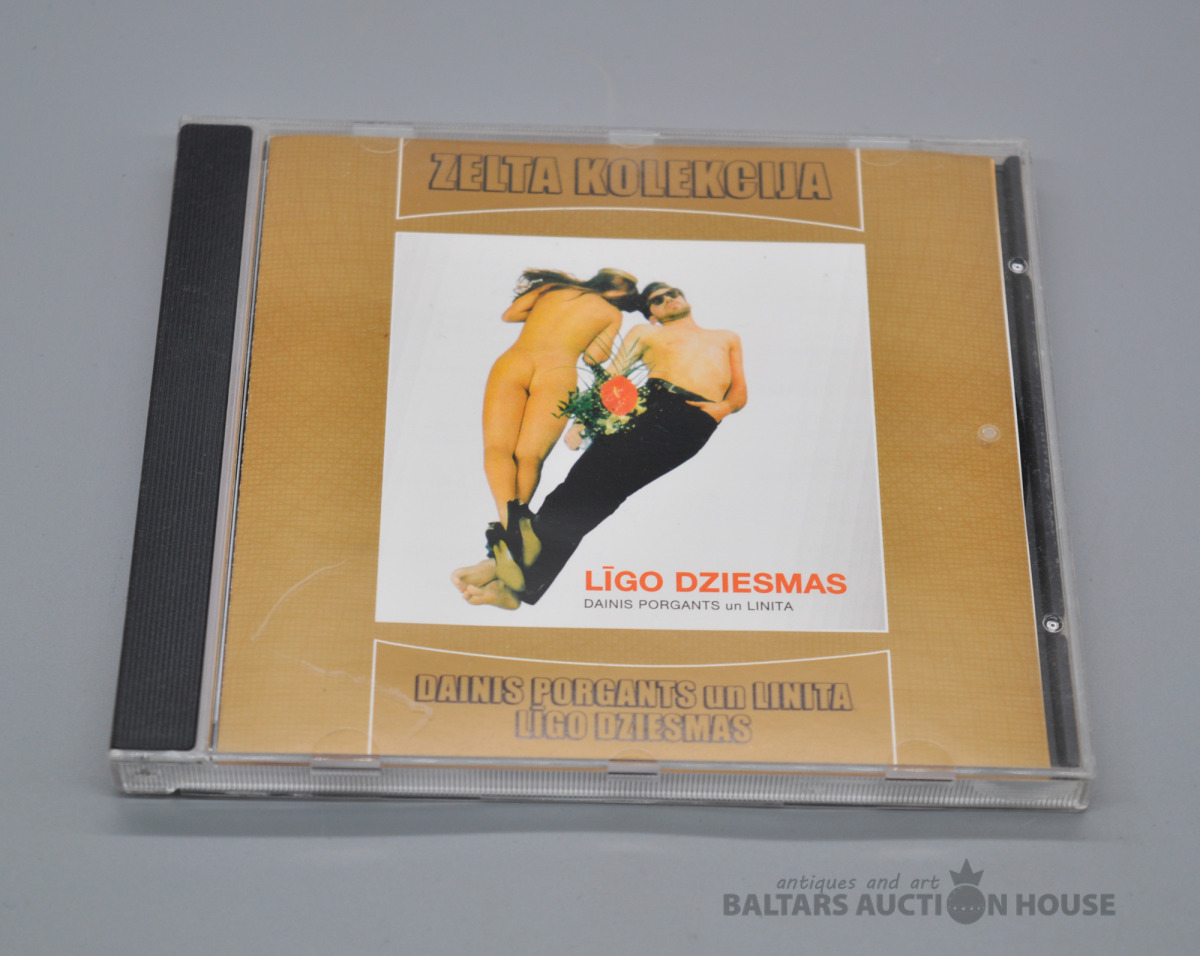 ZELTA KOLEKCIJA
LĪGO DZIESMAS
DAINIS PORGANTS un LINITA
DAINIS PORGANTS un LINITA
LĪGO DZIESMAS
antiques and art
BALTARS AUCTION HOUSE